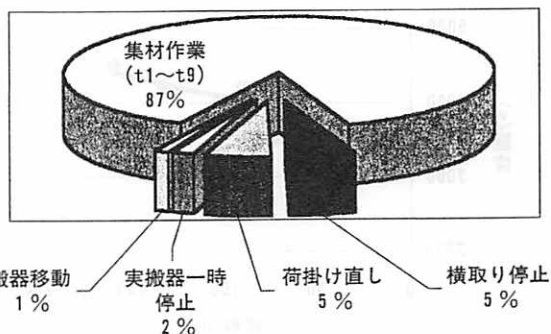 集材作業
(t1～t9)
87%
搬器移動
1%
実搬器一時
停止
2%
荷掛け直し
5%
横取り停止
5%